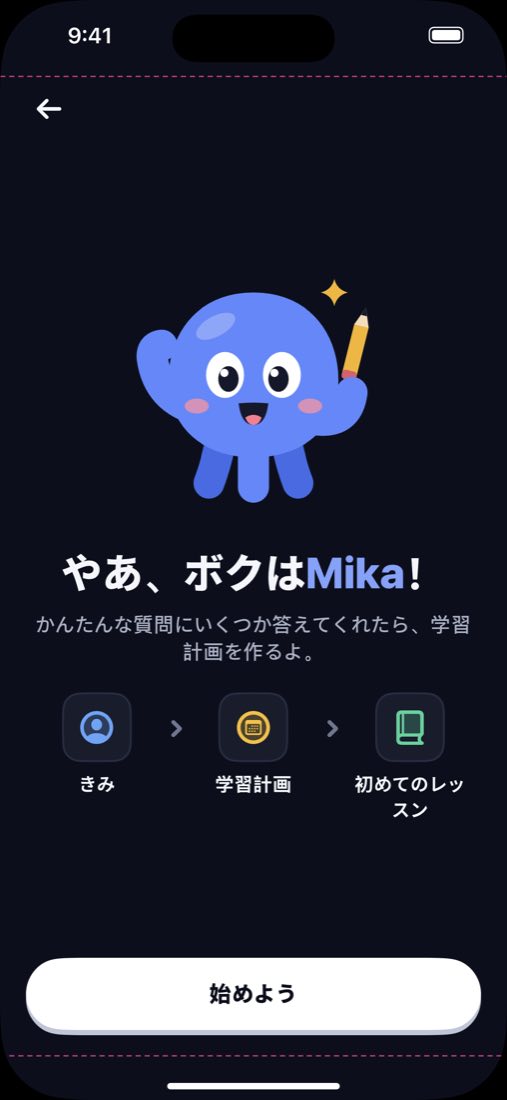 9:41
やあ、ボクはMika！
かんたんな質問にいくつか答えてくれたら、学習
計画を作るよ。
きみ
学習計画
初めてのレッ
スン
始めよう